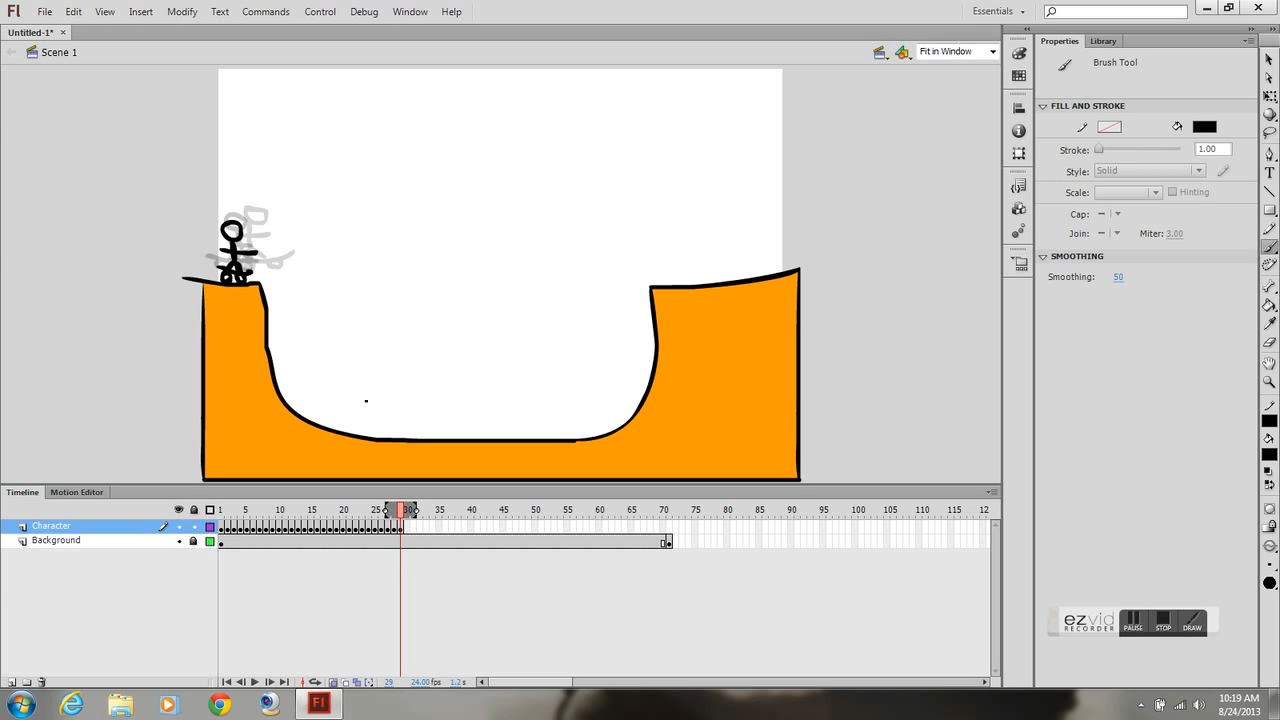 Fl File Edit View Insert Modify Text Commands Control Debug Window Help Essentials
Untitled-1* ×
Scene 1 Fit in Window
Properties Library
Brush Tool
FILL AND STROKE
Stroke: 1.00
Style: Solid
Scale: Hinting
Cap:
Join: Miter: 3.00
SMOOTHING
Smoothing: 50
Timeline Motion Editor
1 5 10 15 20 25 30 35 40 45 50 55 60 65 70 75 80 85 90 95 100 105 110 115 12
Character
Background
ezvid
RECORDER
PAUSE STOP DRAW
29 24.00 fps 1.2 s
Fl
10:19 AM
8/24/2013